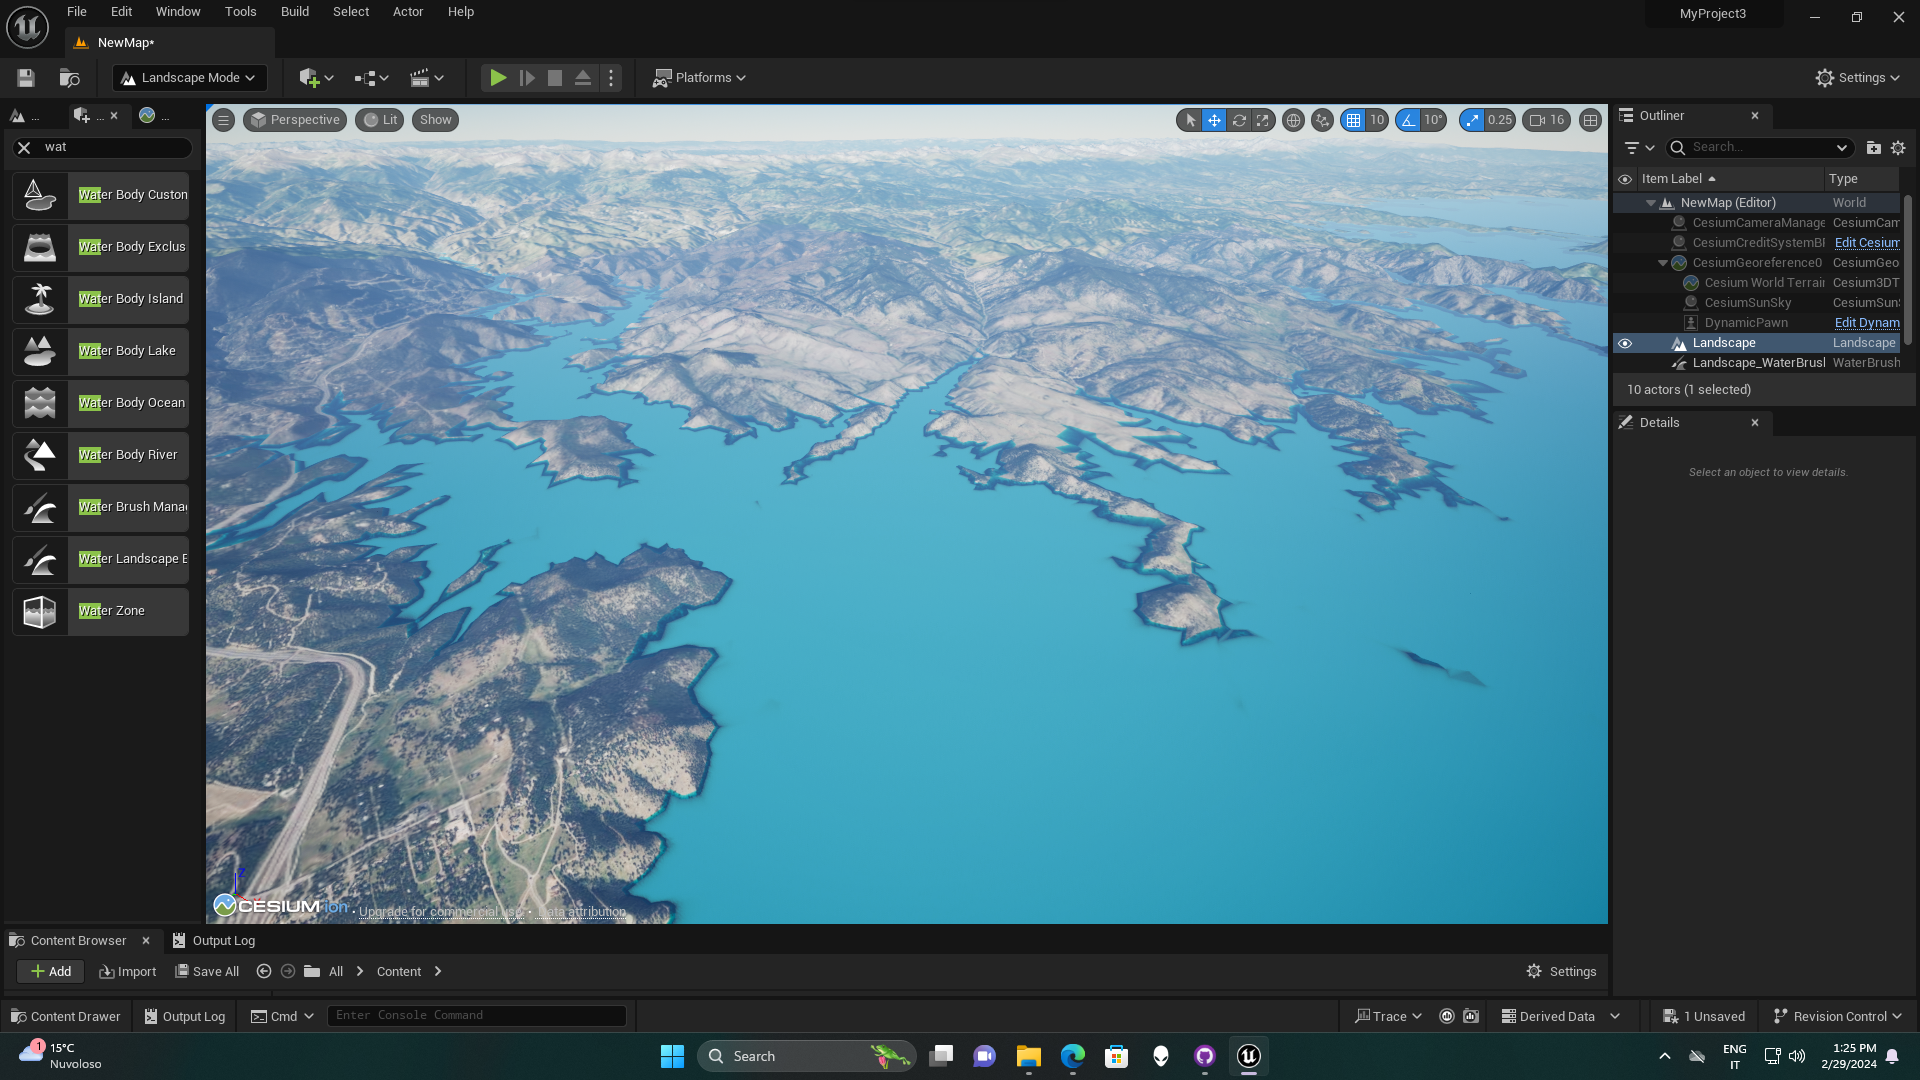 File Edit Window Tools Build Select Actor Help
MyProject3
NewMap*
Landscape Mode
Platforms
Settings
... ... ...
wat
Water Body Custon
Water Body Exclus
Water Body Island
Water Body Lake
Water Body Ocean
Water Body River
Water Brush Mana
Water Landscape E
Water Zone
Perspective Lit Show
10 10° 0.25 16
Z
CESIUM ion • Upgrade for commercial use • Data attribution
Outliner
Search...
Item Label Type
NewMap (Editor) World
CesiumCameraManage CesiumCam
CesiumCreditSystemBI Edit Cesium
CesiumGeoreference0 CesiumGeo
Cesium World Terrair Cesium3DT
CesiumSunSky CesiumSun
DynamicPawn Edit Dynam
Landscape Landscape
Landscape_WaterBrusl WaterBrush
10 actors (1 selected)
Details
Select an object to view details.
Content Browser Output Log
Add Import Save All All Content Settings
Content Drawer Output Log Cmd Enter Console Command Trace Derived Data 1 Unsaved Revision Control
1
15°C
Nuvoloso
Search
ENG
IT
1:25 PM
2/29/2024